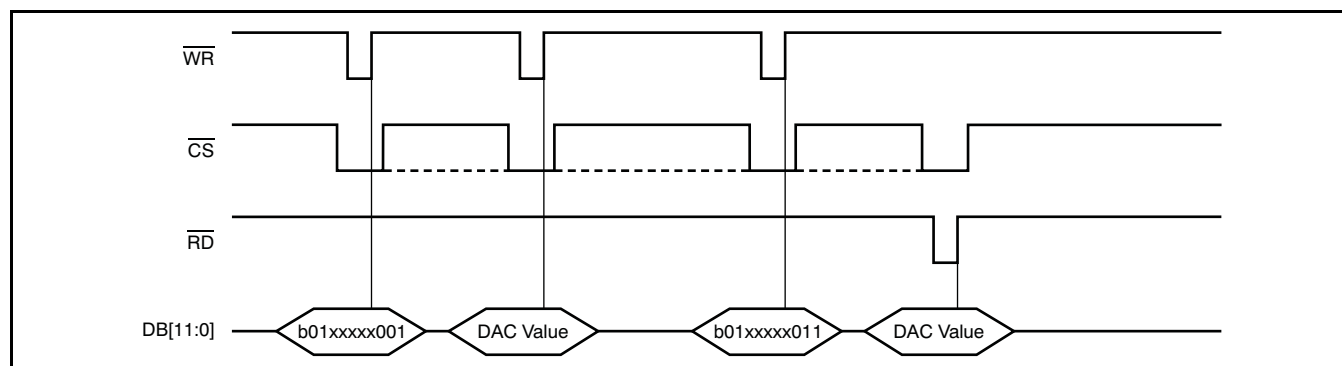 WR
CS
RD
DB[11:0] b01xxxxx001 DAC Value b01xxxxx011 DAC Value